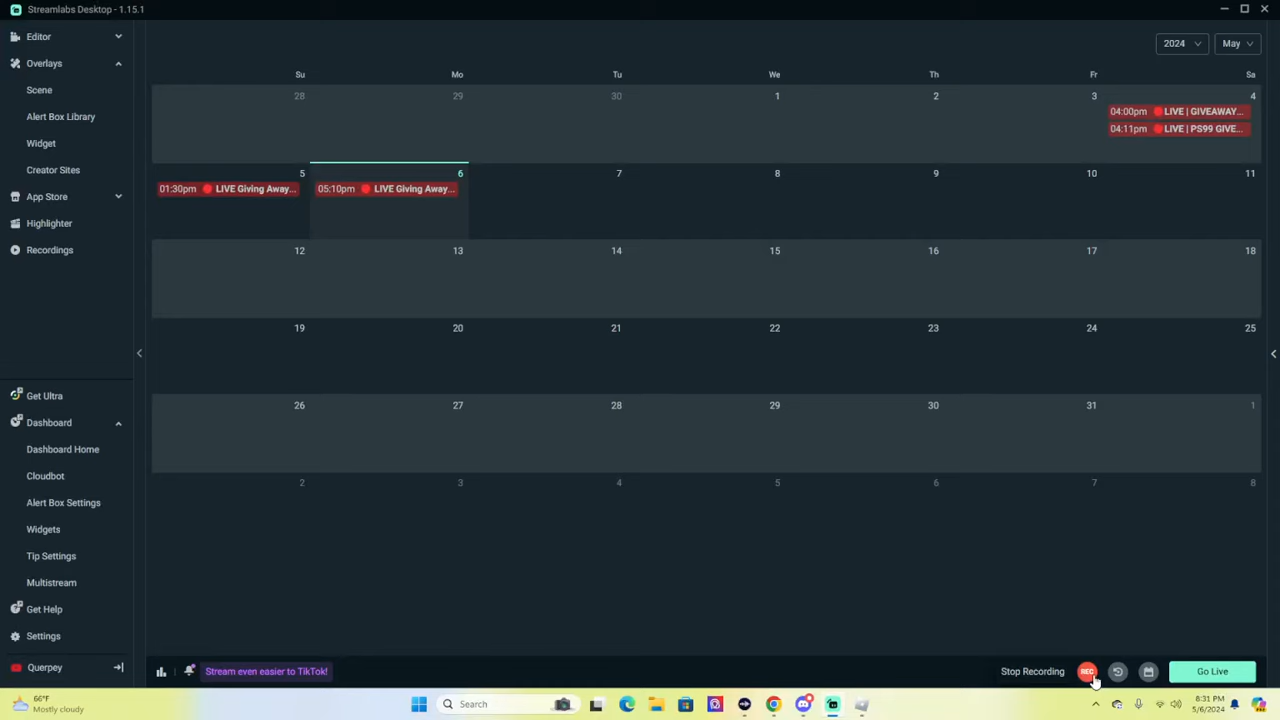 Streamlabs Desktop - 1.15.1
Editor
Overlays
Scene
Alert Box Library
Widget
Creator Sites
App Store
Highlighter
Recordings
Get Ultra
Dashboard
Dashboard Home
Cloudbot
Alert Box Settings
Widgets
Tip Settings
Multistream
Get Help
Settings
Querpey
2024 May
Su Mo Tu We Th Fr Sa
28 29 30 1 2 3 4
04:00pm LIVE | GIVEAWAY...
04:11pm LIVE | PS99 GIVE...
5 6 7 8 9 10 11
01:30pm LIVE Giving Away... 05:10pm LIVE Giving Away...
12 13 14 15 16 17 18
19 20 21 22 23 24 25
26 27 28 29 30 31 1
2 3 4 5 6 7 8
Stream even easier to TikTok! Stop Recording REC Go Live
66°F
Mostly cloudy
Search
8:31 PM
5/6/2024